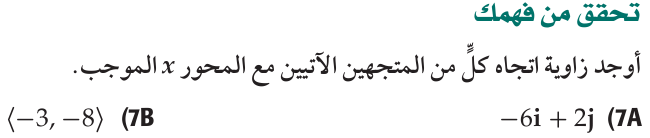 تحقق من فهمك
أوجد زاوية اتجاه كلٍّ من المتجهين الآتيين مع المحور x الموجب.
(7A −6i + 2j (7B ⟨−3, −8⟩